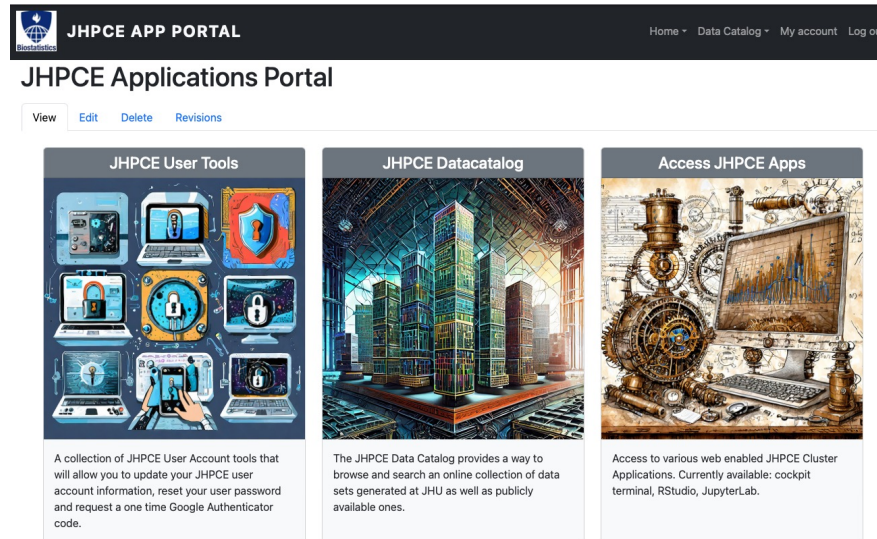 Biostatistics
JHPCE APP PORTAL
Home
Data Catalog
My account
Log ou
JHPCE Applications Portal
View
Edit
Delete
Revisions
JHPCE User Tools
A collection of JHPCE User Account tools that
will allow you to update your JHPCE user
account information, reset your user password
and request a one time Google Authenticator
code.
JHPCE Datacatalog
The JHPCE Data Catalog provides a way to
browse and search an online collection of data
sets generated at JHU as well as publicly
available ones.
Access JHPCE Apps
Access to various web enabled JHPCE Cluster
Applications. Currently available: cockpit
terminal, RStudio, JupyterLab.